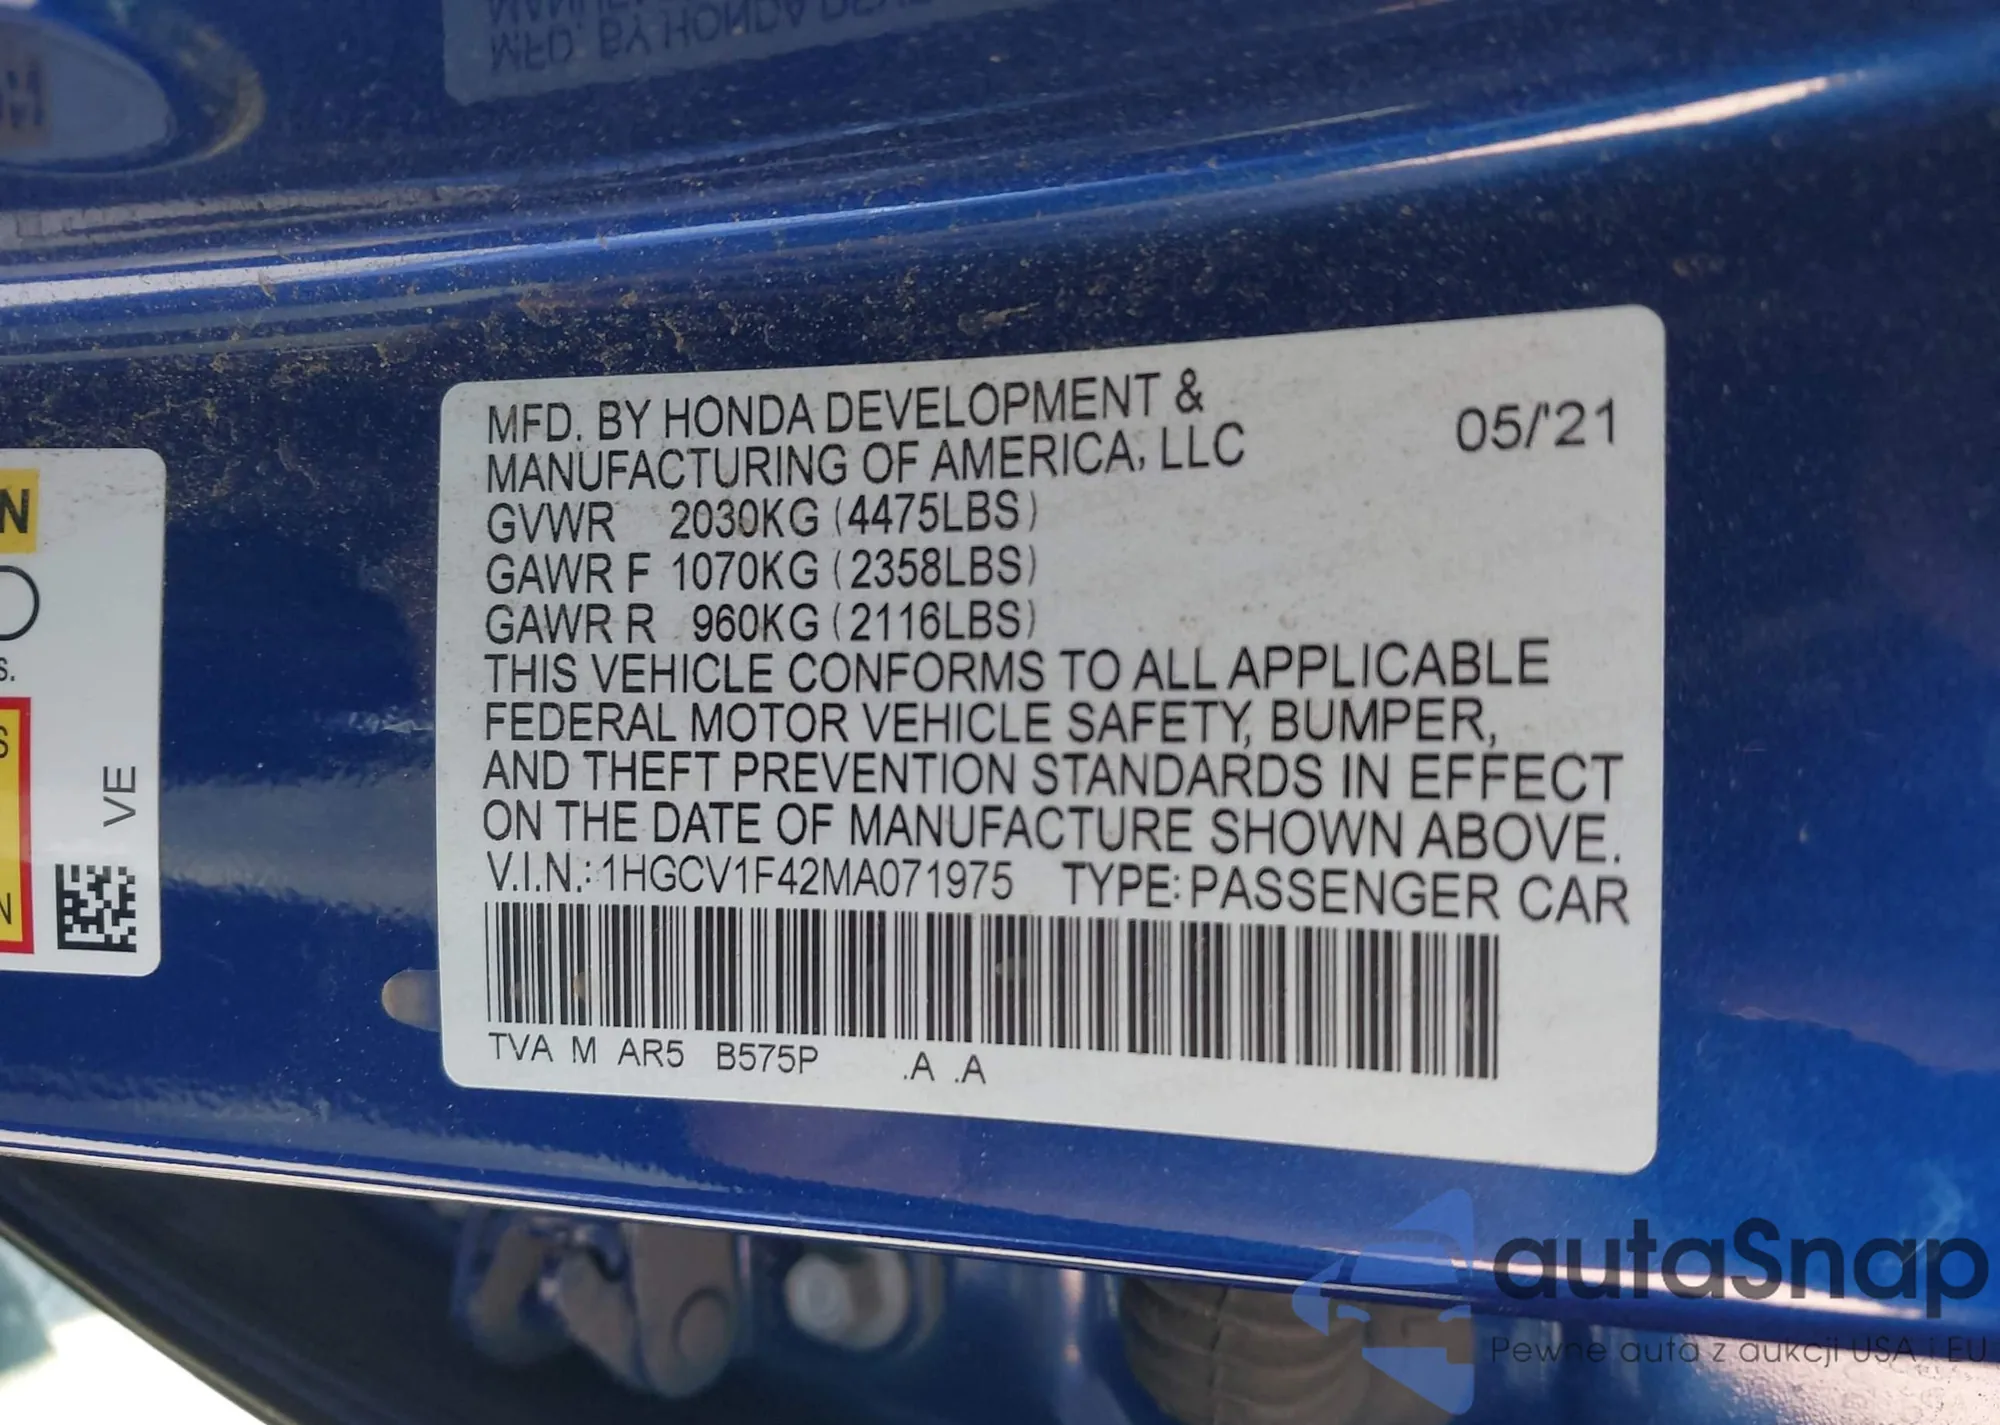 MFD. BY HONDA DEVELOPMENT &
MANUFACTURING OF AMERICA, LLC
05/'21
GVWR 2030KG (4475LBS)
GAWR F 1070KG (2358LBS)
GAWR R 960KG (2116LBS)
THIS VEHICLE CONFORMS TO ALL APPLICABLE
FEDERAL MOTOR VEHICLE SAFETY, BUMPER,
AND THEFT PREVENTION STANDARDS IN EFFECT
ON THE DATE OF MANUFACTURE SHOWN ABOVE.
V.I.N.: 1HGCV1F42MA071975 TYPE: PASSENGER CAR
TVA M AR5 B575P .A .A
VE
autaSnap
Pewne auta z aukcji USA i EU